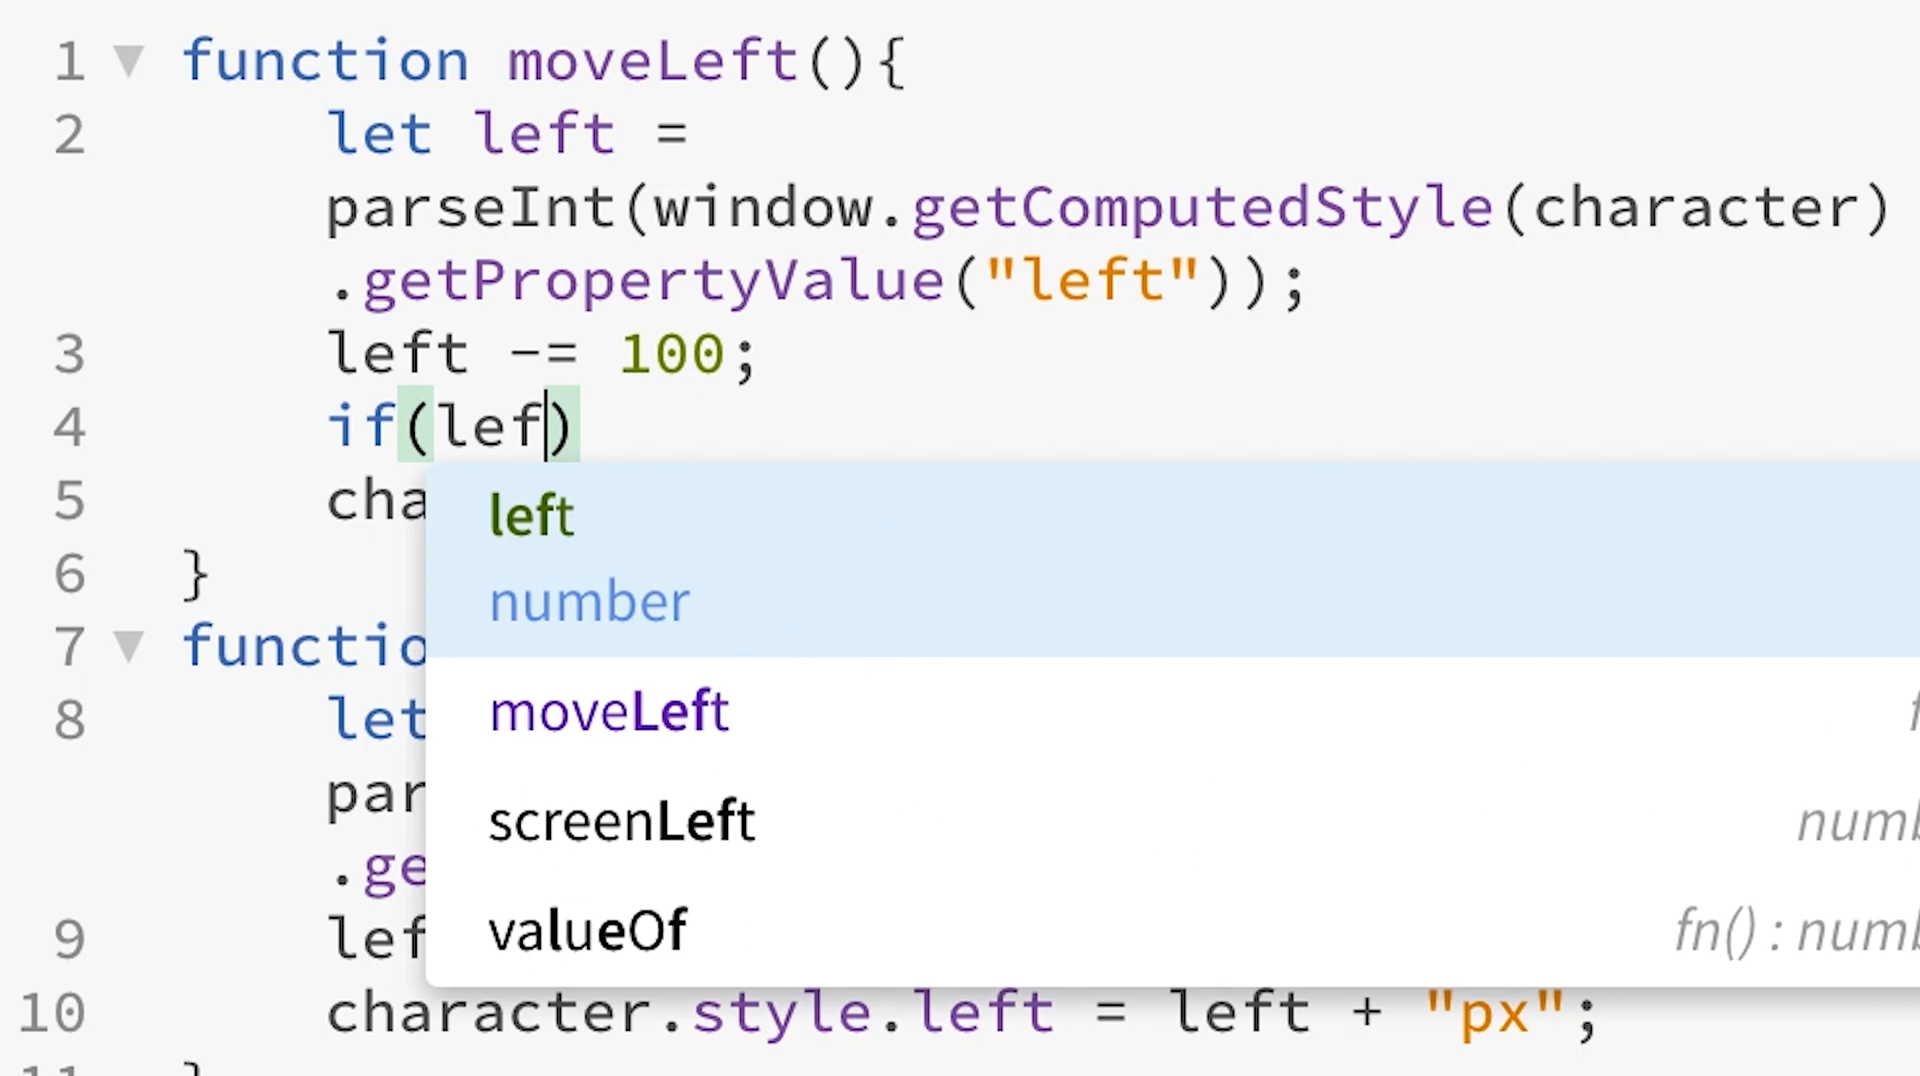 1 ▼ function moveLeft(){
2 let left =
parseInt(window.getComputedStyle(character)
.getPropertyValue("left"));
3 left -= 100;
4 if(lef)
5 cha
left
number
6 }
7 ▼ functio
moveLeft f
8 let
par
screenLeft numb
.ge
9 lef
valueOf fn() : numb
10 character.style.left = left + "px";
11 }